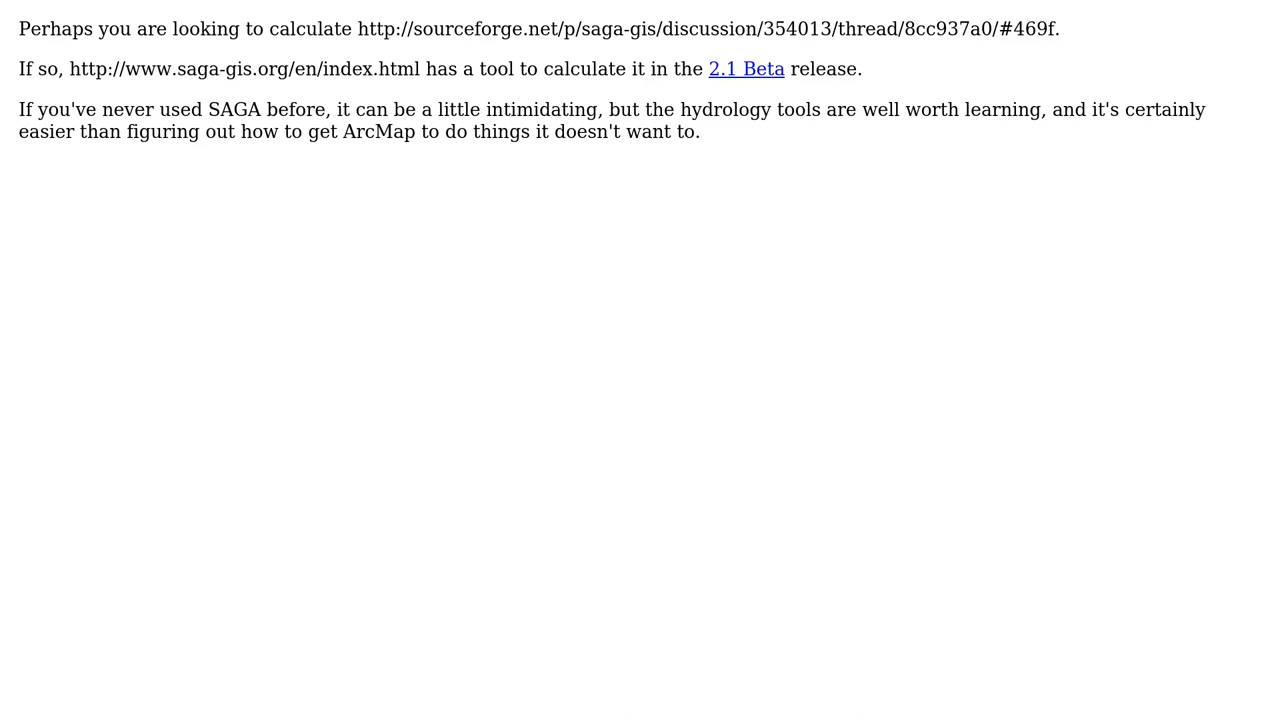 Perhaps you are looking to calculate http://sourceforge.net/p/saga-gis/discussion/354013/thread/8cc937a0/#469f.
If so, http://www.saga-gis.org/en/index.html has a tool to calculate it in the 2.1 Beta release.
If you've never used SAGA before, it can be a little intimidating, but the hydrology tools are well worth learning, and it's certainly
easier than figuring out how to get ArcMap to do things it doesn't want to.